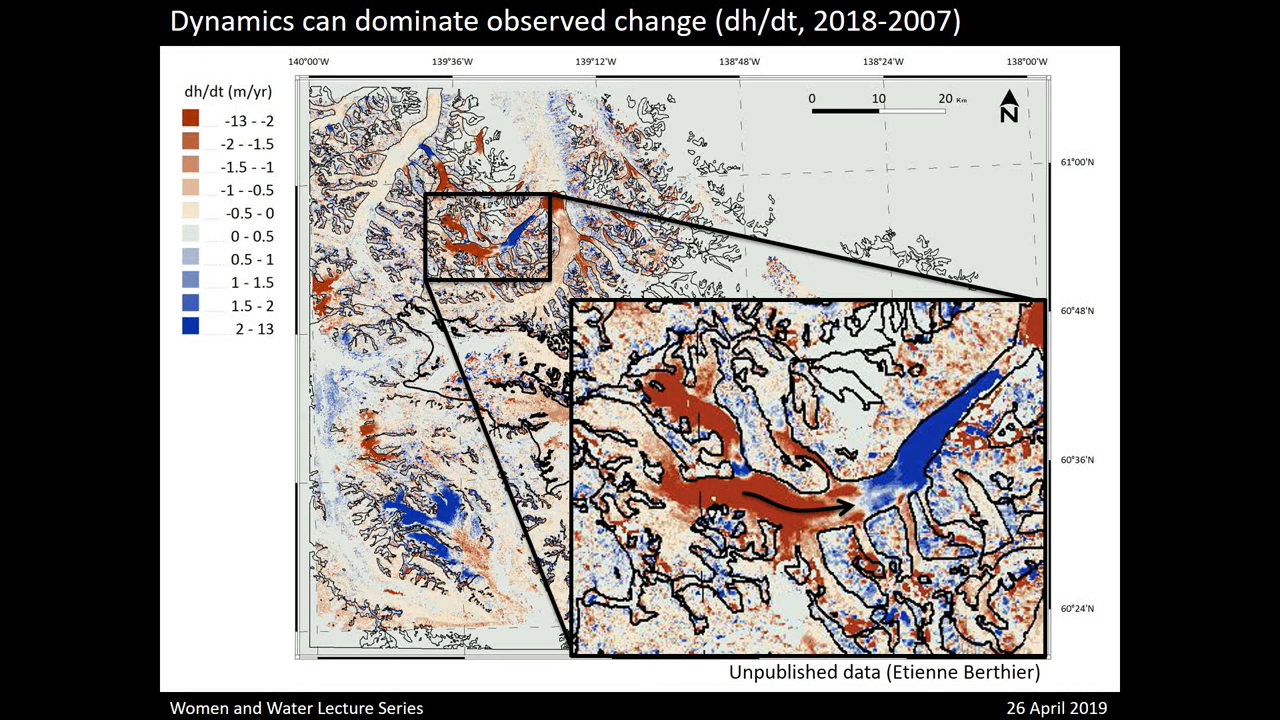 Dynamics can dominate observed change (dh/dt, 2018-2007)
140°00'W 139°36'W 139°12'W 138°48'W 138°24'W 138°00'W
dh/dt (m/yr)
-13 - -2
-2 - -1.5
-1.5 - -1
-1 - -0.5
-0.5 - 0
0 - 0.5
0.5 - 1
1 - 1.5
1.5 - 2
2 - 13
0 10 20 Km
N
61°00'N
60°48'N
60°36'N
60°24'N
Unpublished data (Etienne Berthier)
Women and Water Lecture Series
26 April 2019